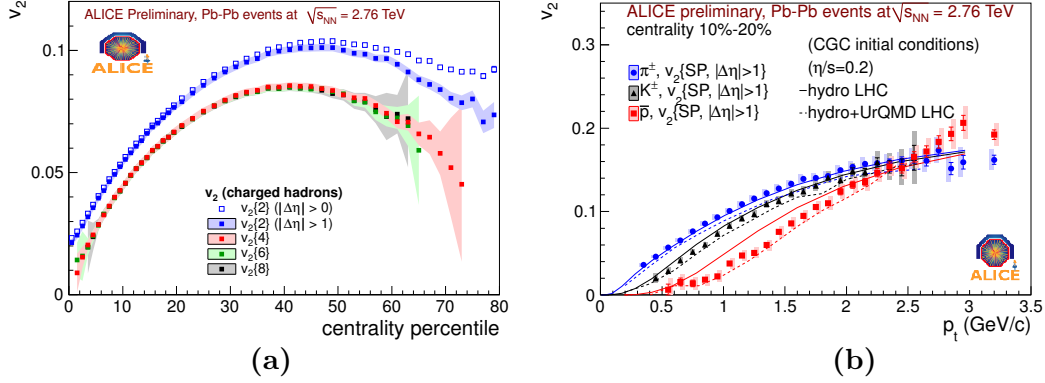 ALICE Preliminary, Pb-Pb events at √s_NN = 2.76 TeV
v₂
0.1
0.05
0
ALICE
v₂ (charged hadrons)
v₂{2} (|Δη| > 0)
v₂{2} (|Δη| > 1)
v₂{4}
v₂{6}
v₂{8}
0 10 20 30 40 50 60 70 80
centrality percentile
(a)
ALICE preliminary, Pb-Pb events at √s_NN = 2.76 TeV
v₂
centrality 10%-20%
(CGC initial conditions)
(η/s=0.2)
π±, v₂{SP, |Δη|>1}
K±, v₂{SP, |Δη|>1}
p̄, v₂{SP, |Δη|>1}
hydro LHC
hydro+UrQMD LHC
0.3
0.2
0.1
0
ALICE
0 0.5 1 1.5 2 2.5 3 3.5
p_t (GeV/c)
(b)